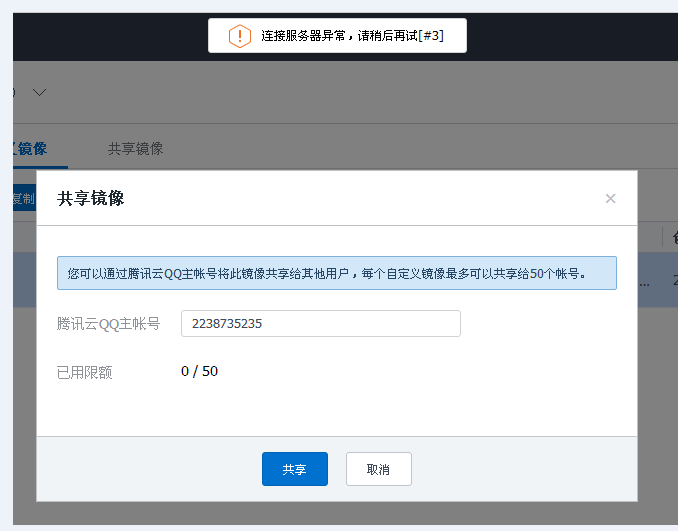 连接服务器异常，请稍后再试[#3]
镜像
共享镜像
复制
共享镜像
您可以通过腾讯云QQ主帐号将此镜像共享给其他用户，每个自定义镜像最多可以共享给50个帐号。
...
腾讯云QQ主帐号
2238735235
已用限额
0 / 50
共享
取消